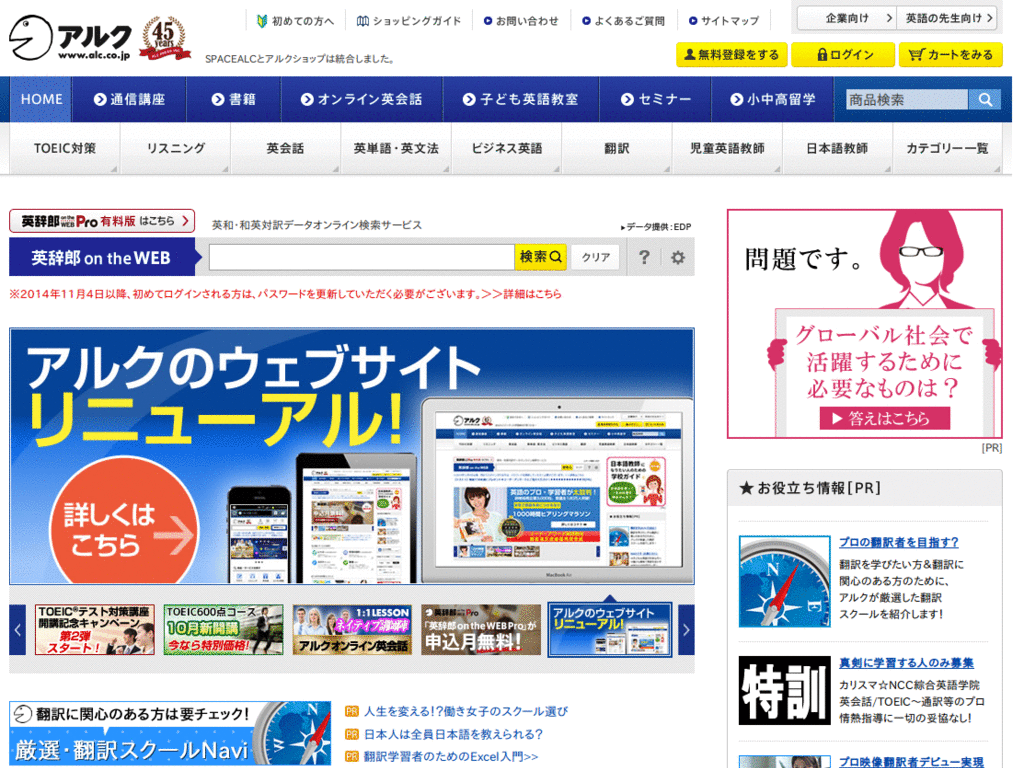 アルク
www.alc.co.jp
45
years
初めての方へ
ショッピングガイド
お問い合わせ
よくあるご質問
サイトマップ
企業向け
英語の先生向け
SPACEALCとアルクショップは統合しました。
無料登録をする
ログイン
カートをみる
HOME
通信講座
書籍
オンライン英会話
子ども英語教室
セミナー
小中高留学
商品検索
TOEIC対策
リスニング
英会話
英単語・英文法
ビジネス英語
翻訳
児童英語教師
日本語教師
カテゴリー一覧
英辞郎 on the WEB Pro 有料版 はこちら
英和・和英対訳データオンライン検索サービス
データ提供：EDP
英辞郎 on the WEB
検索
クリア
?
※2014年11月4日以降、初めてログインされる方は、パスワードを更新していただく必要がございます。＞＞詳細はこちら
アルクのウェブサイト
リニューアル!
詳しくは
こちら
MacBook Air
TOEIC®テスト対策講座
開講記念キャンペーン
第2弾
スタート！
TOEIC600点コース
10月新開講
今なら特別価格!
1:1LESSON
ネイティブ講師陣
アルクオンライン英会話
英辞郎 on the WEB Pro
「英辞郎 on the WEB Pro」が
申込月無料!
アルクのウェブサイト
リニューアル!
翻訳に関心のある方は要チェック!
厳選・翻訳スクールNavi
PR 人生を変える!?働き女子のスクール選び
PR 日本人は全員日本語を教えられる?
PR 翻訳学習者のためのExcel入門>>
問題です。
グローバル社会で
活躍するために
必要なものは？
答えはこちら
[PR]
★お役立ち情報[PR]
プロの翻訳者を目指す?
翻訳を学びたい方＆翻訳に
関心のある方のために、
アルクが厳選した翻訳
スクールを紹介します!
特訓
真剣に学習する人のみ募集
カリスマ☆NCC綜合英語学院
英会話/TOEIC～通訳等のプロ
情熱指導に一切の妥協なし!
プロ映像翻訳者デビュー実現